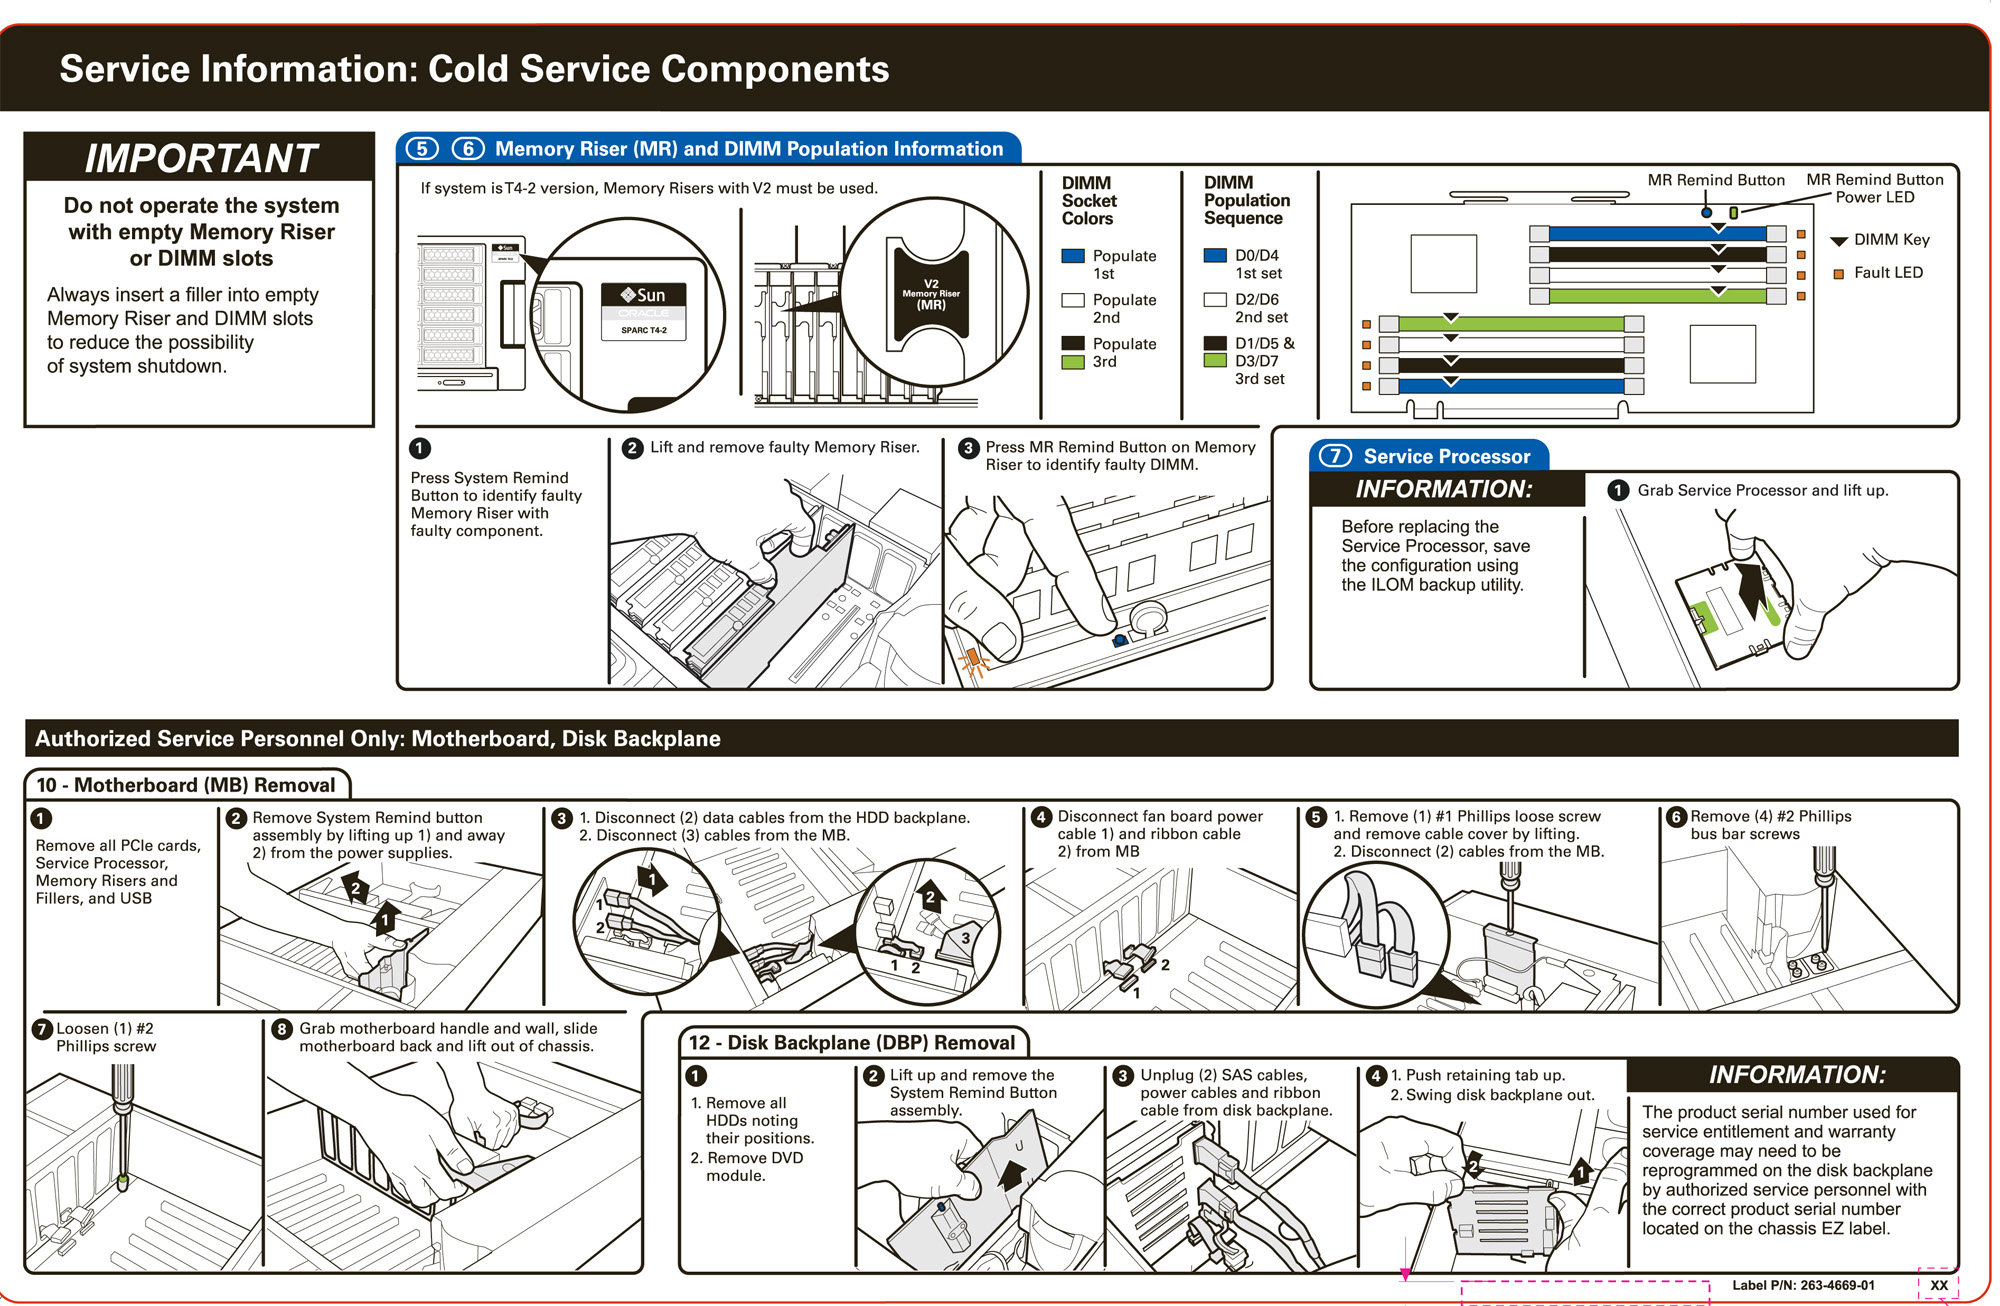 Service Information: Cold Service Components
IMPORTANT
Do not operate the system
with empty Memory Riser
or DIMM slots
Always insert a filler into empty
Memory Riser and DIMM slots
to reduce the possibility
of system shutdown.
5 6 Memory Riser (MR) and DIMM Population Information
If system is T4-2 version, Memory Risers with V2 must be used.
Sun
SPARC T4-2
Sun
ORACLE
SPARC T4-2
V2
Memory Riser
(MR)
DIMM
Socket
Colors
Populate
1st
Populate
2nd
Populate
3rd
DIMM
Population
Sequence
D0/D4
1st set
D2/D6
2nd set
D1/D5 &
D3/D7
3rd set
MR Remind Button
MR Remind Button
Power LED
DIMM Key
Fault LED
1
Press System Remind
Button to identify faulty
Memory Riser with
faulty component.
2 Lift and remove faulty Memory Riser.
3 Press MR Remind Button on Memory
Riser to identify faulty DIMM.
7 Service Processor
INFORMATION:
Before replacing the
Service Processor, save
the configuration using
the ILOM backup utility.
1 Grab Service Processor and lift up.
Authorized Service Personnel Only: Motherboard, Disk Backplane
10 - Motherboard (MB) Removal
1
Remove all PCIe cards,
Service Processor,
Memory Risers and
Fillers, and USB
2 Remove System Remind button
assembly by lifting up 1) and away
2) from the power supplies.
2
1
3 1. Disconnect (2) data cables from the HDD backplane.
2. Disconnect (3) cables from the MB.
1
1
2
2
3
1 2
4 Disconnect fan board power
cable 1) and ribbon cable
2) from MB
2
1
5 1. Remove (1) #1 Phillips loose screw
and remove cable cover by lifting.
2. Disconnect (2) cables from the MB.
6 Remove (4) #2 Phillips
bus bar screws
7 Loosen (1) #2
Phillips screw
8 Grab motherboard handle and wall, slide
motherboard back and lift out of chassis.
12 - Disk Backplane (DBP) Removal
1
1. Remove all
HDDs noting
their positions.
2. Remove DVD
module.
2 Lift up and remove the
System Remind Button
assembly.
3 Unplug (2) SAS cables,
power cables and ribbon
cable from disk backplane.
4 1. Push retaining tab up.
2. Swing disk backplane out.
2
1
INFORMATION:
The product serial number used for
service entitlement and warranty
coverage may need to be
reprogrammed on the disk backplane
by authorized service personnel with
the correct product serial number
located on the chassis EZ label.
Label P/N: 263-4669-01
XX